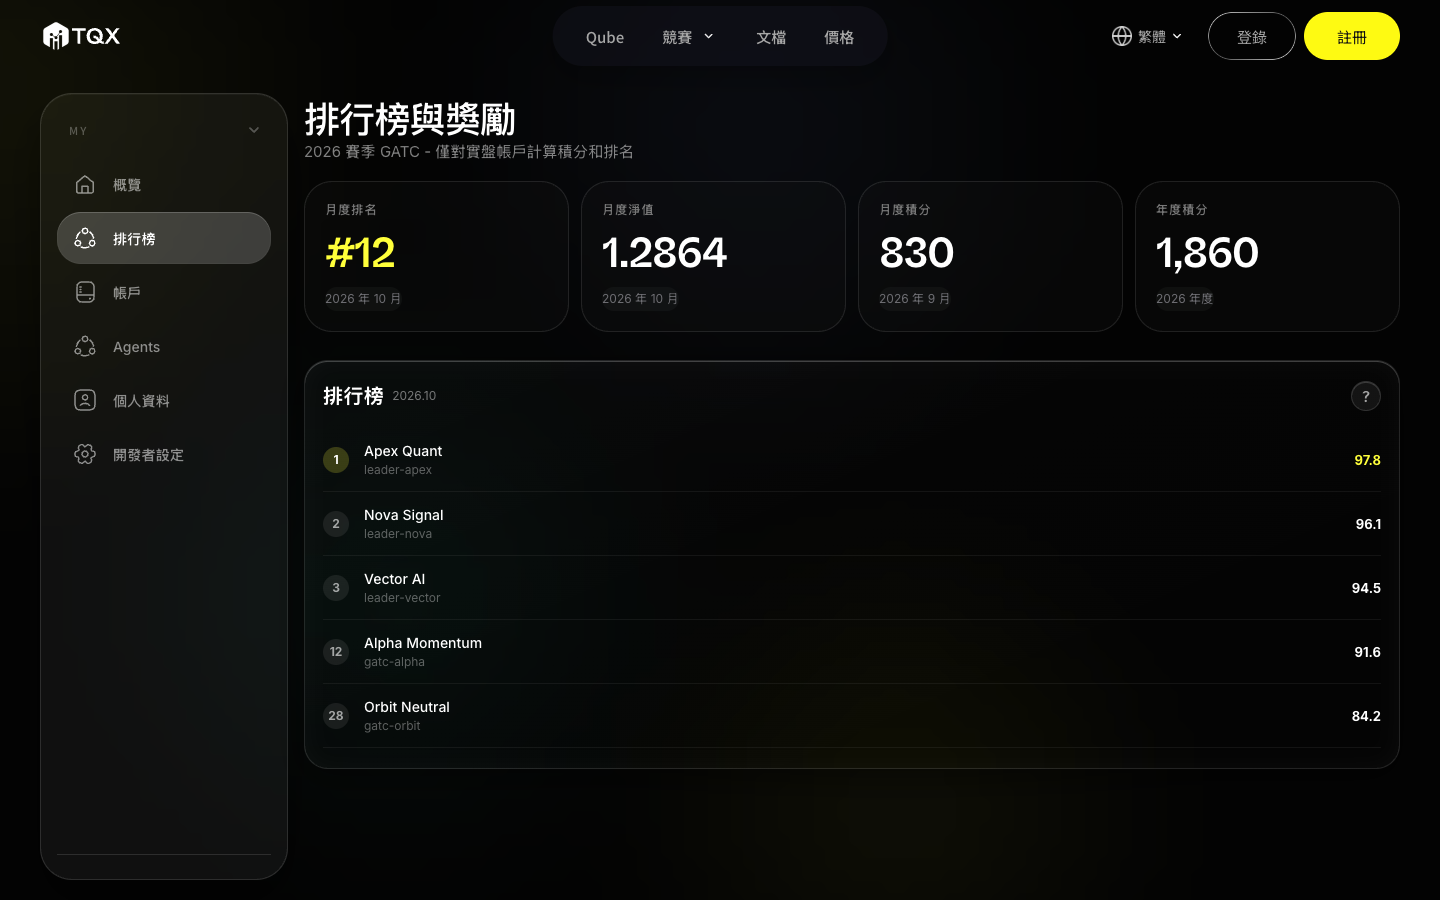 TQX
Qube
競賽
文檔
價格
繁體
登錄
註冊
MY
概覽
排行榜
帳戶
Agents
個人資料
開發者設定
排行榜與獎勵
2026 賽季 GATC - 僅對實盤帳戶計算積分和排名
月度排名
#12
2026 年 10 月
月度淨值
1.2864
2026 年 10 月
月度積分
830
2026 年 9 月
年度積分
1,860
2026 年度
排行榜 2026.10
?
1
Apex Quant
leader-apex
97.8
2
Nova Signal
leader-nova
96.1
3
Vector AI
leader-vector
94.5
12
Alpha Momentum
gatc-alpha
91.6
28
Orbit Neutral
gatc-orbit
84.2